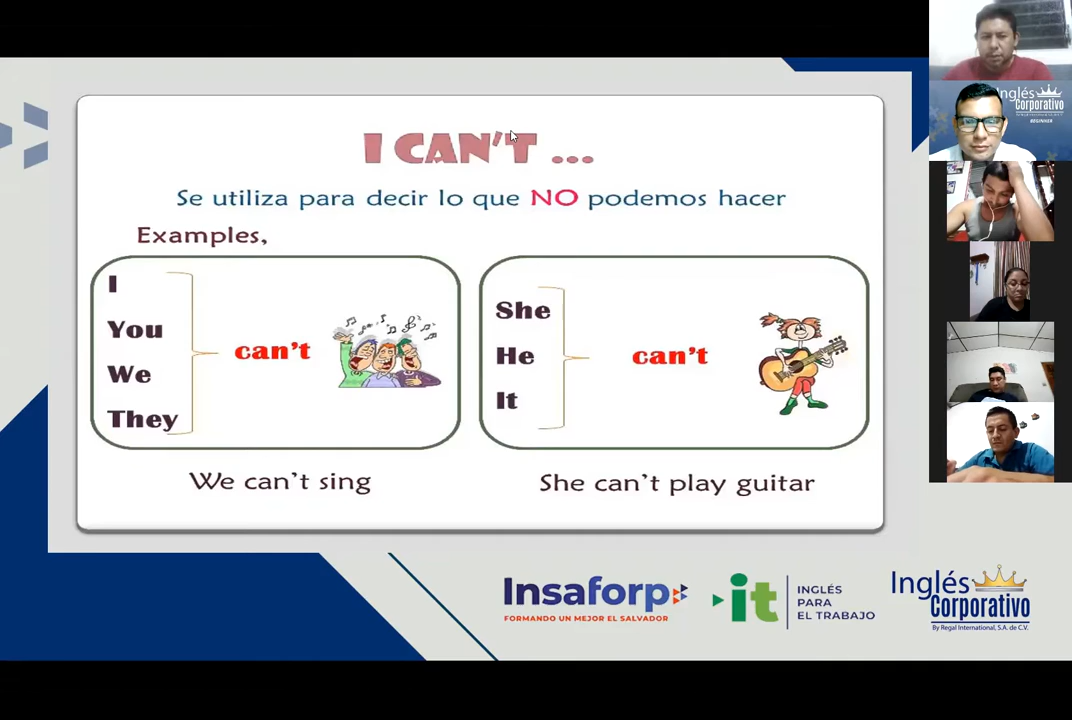 I CAN'T ...
Se utiliza para decir lo que NO podemos hacer
Examples,
I
You
We
They
can't
She
He
It
can't
We can't sing
She can't play guitar
Insaforp
FORMANDO UN MEJOR EL SALVADOR
it
INGLÉS
PARA
EL TRABAJO
Inglés
Corporativo
By Regal International, S.A. de C.V.
Inglés
Corporativo
BEGINNER